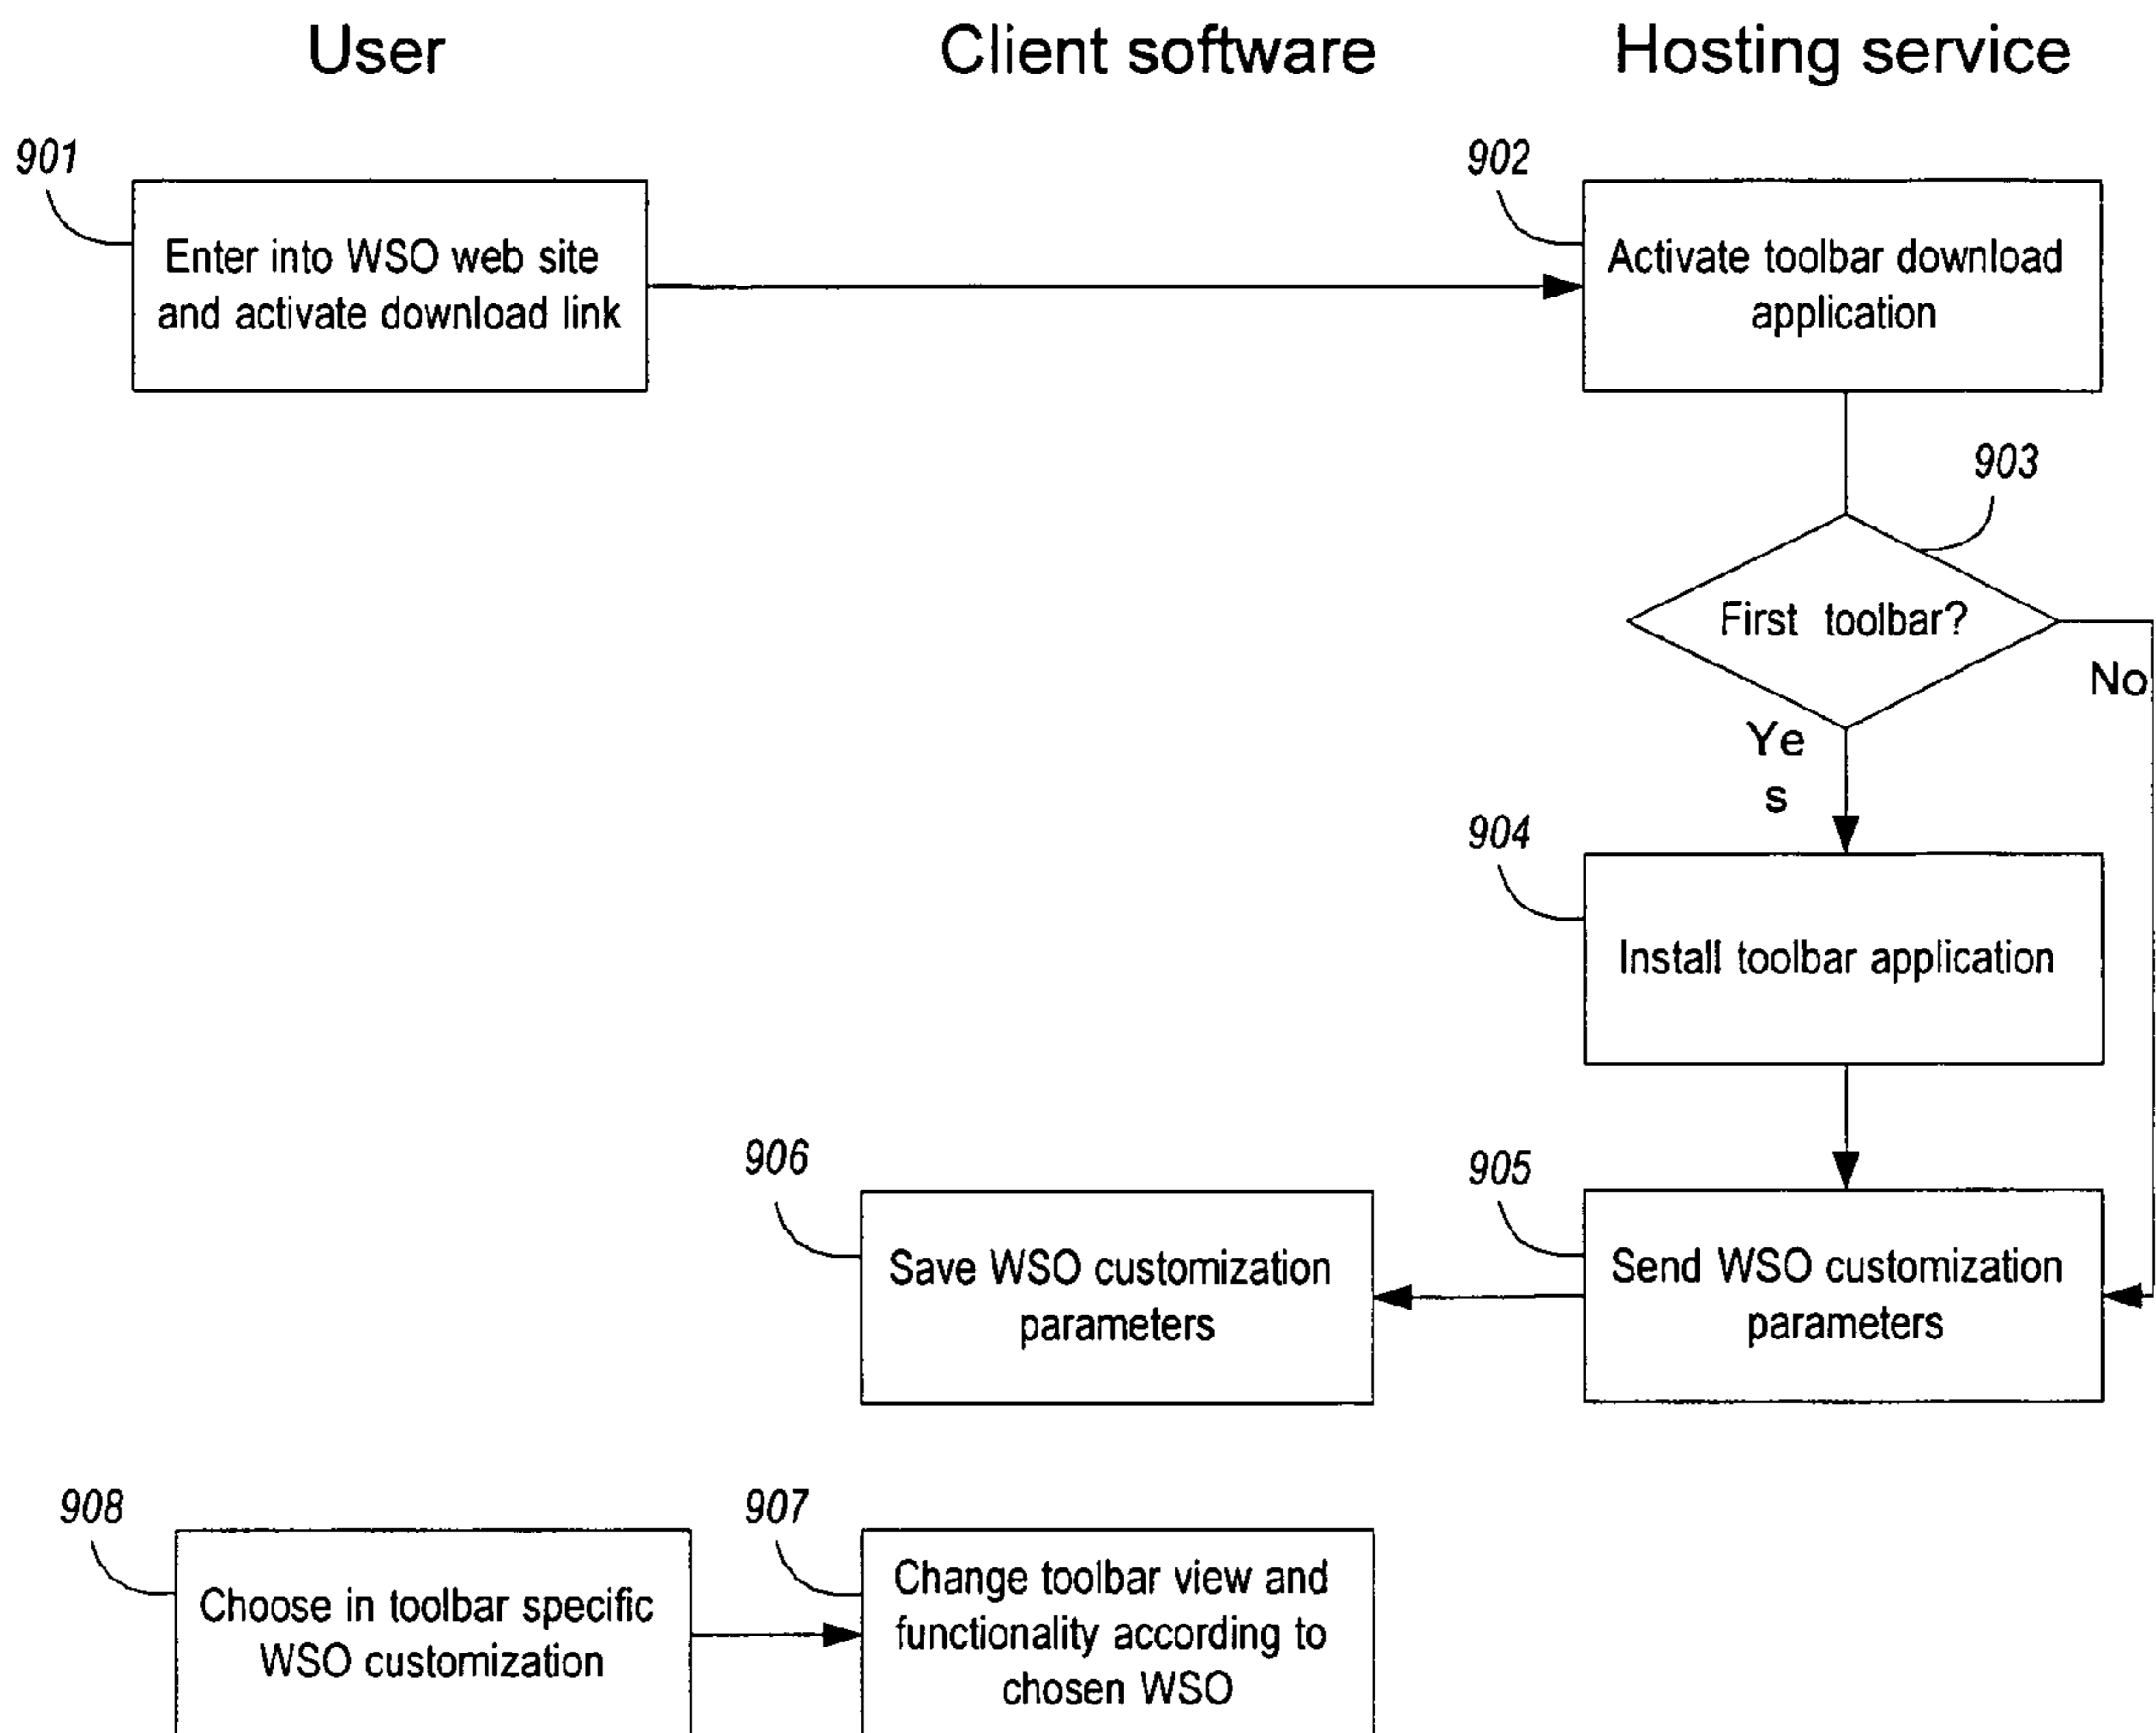 User
Client software
Hosting service
901
902
Enter into WSO web site
and activate download link
Activate toolbar download
application
903
First toolbar?
No
Ye
s
904
Install toolbar application
906
905
Save WSO customization
parameters
Send WSO customization
parameters
908
907
Choose in toolbar specific
WSO customization
Change toolbar view and
functionality according to
chosen WSO